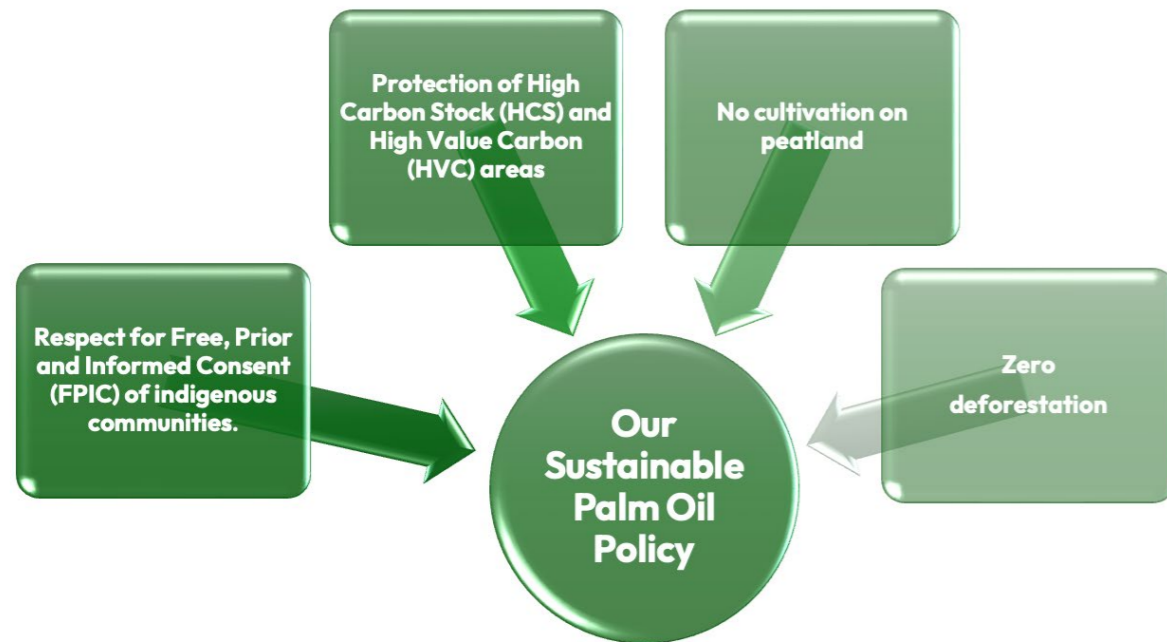 Protection of High
Carbon Stock (HCS) and
High Value Carbon
(HVC) areas
No cultivation on
peatland
Respect for Free, Prior
and Informed Consent
(FPIC) of indigenous
communities.
Zero
deforestation
Our
Sustainable
Palm Oil
Policy